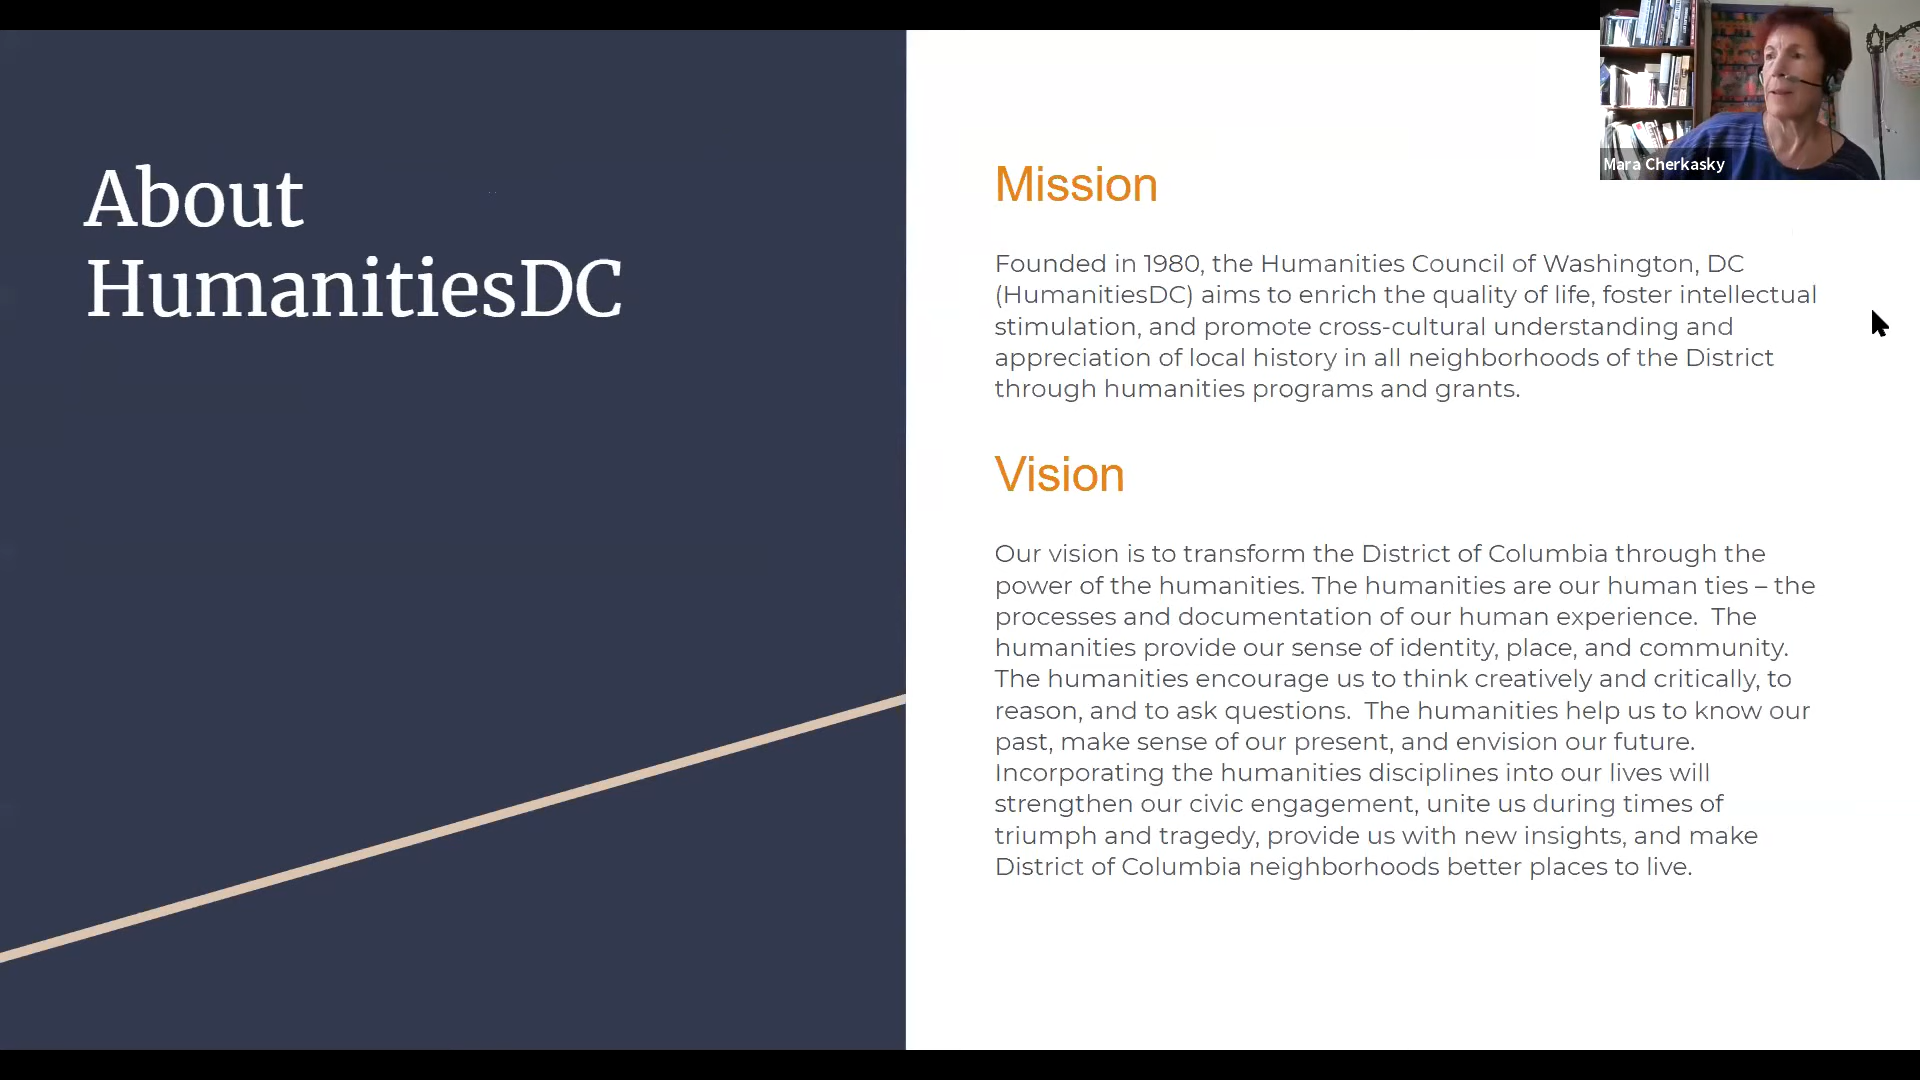 About
HumanitiesDC
Mission
Founded in 1980, the Humanities Council of Washington, DC
(HumanitiesDC) aims to enrich the quality of life, foster intellectual
stimulation, and promote cross-cultural understanding and
appreciation of local history in all neighborhoods of the District
through humanities programs and grants.
Vision
Our vision is to transform the District of Columbia through the
power of the humanities. The humanities are our human ties – the
processes and documentation of our human experience.  The
humanities provide our sense of identity, place, and community.
The humanities encourage us to think creatively and critically, to
reason, and to ask questions.  The humanities help us to know our
past, make sense of our present, and envision our future.
Incorporating the humanities disciplines into our lives will
strengthen our civic engagement, unite us during times of
triumph and tragedy, provide us with new insights, and make
District of Columbia neighborhoods better places to live.
Mara Cherkasky